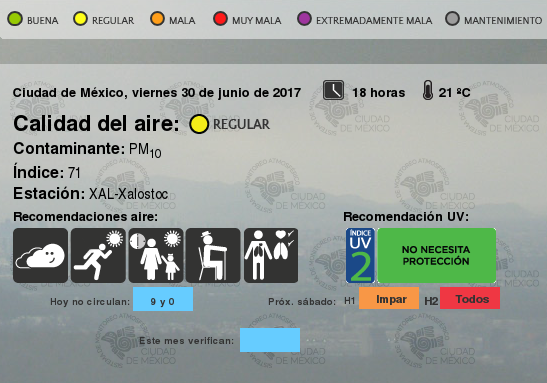 BUENA REGULAR MALA MUY MALA EXTREMADAMENTE MALA MANTENIMIENTO
Ciudad de México, viernes 30 de junio de 2017 18 horas 21 ºC
Calidad del aire: REGULAR
Contaminante: PM10
Índice: 71
Estación: XAL-Xalostoc
Recomendaciones aire: Recomendación UV:
ÍNDICE
UV
2
NO NECESITA
PROTECCIÓN
Hoy no circulan: 9 y 0 Próx. sábado: H1 Impar H2 Todos
Este mes verifican:
CIUDAD
DE MÉXICO